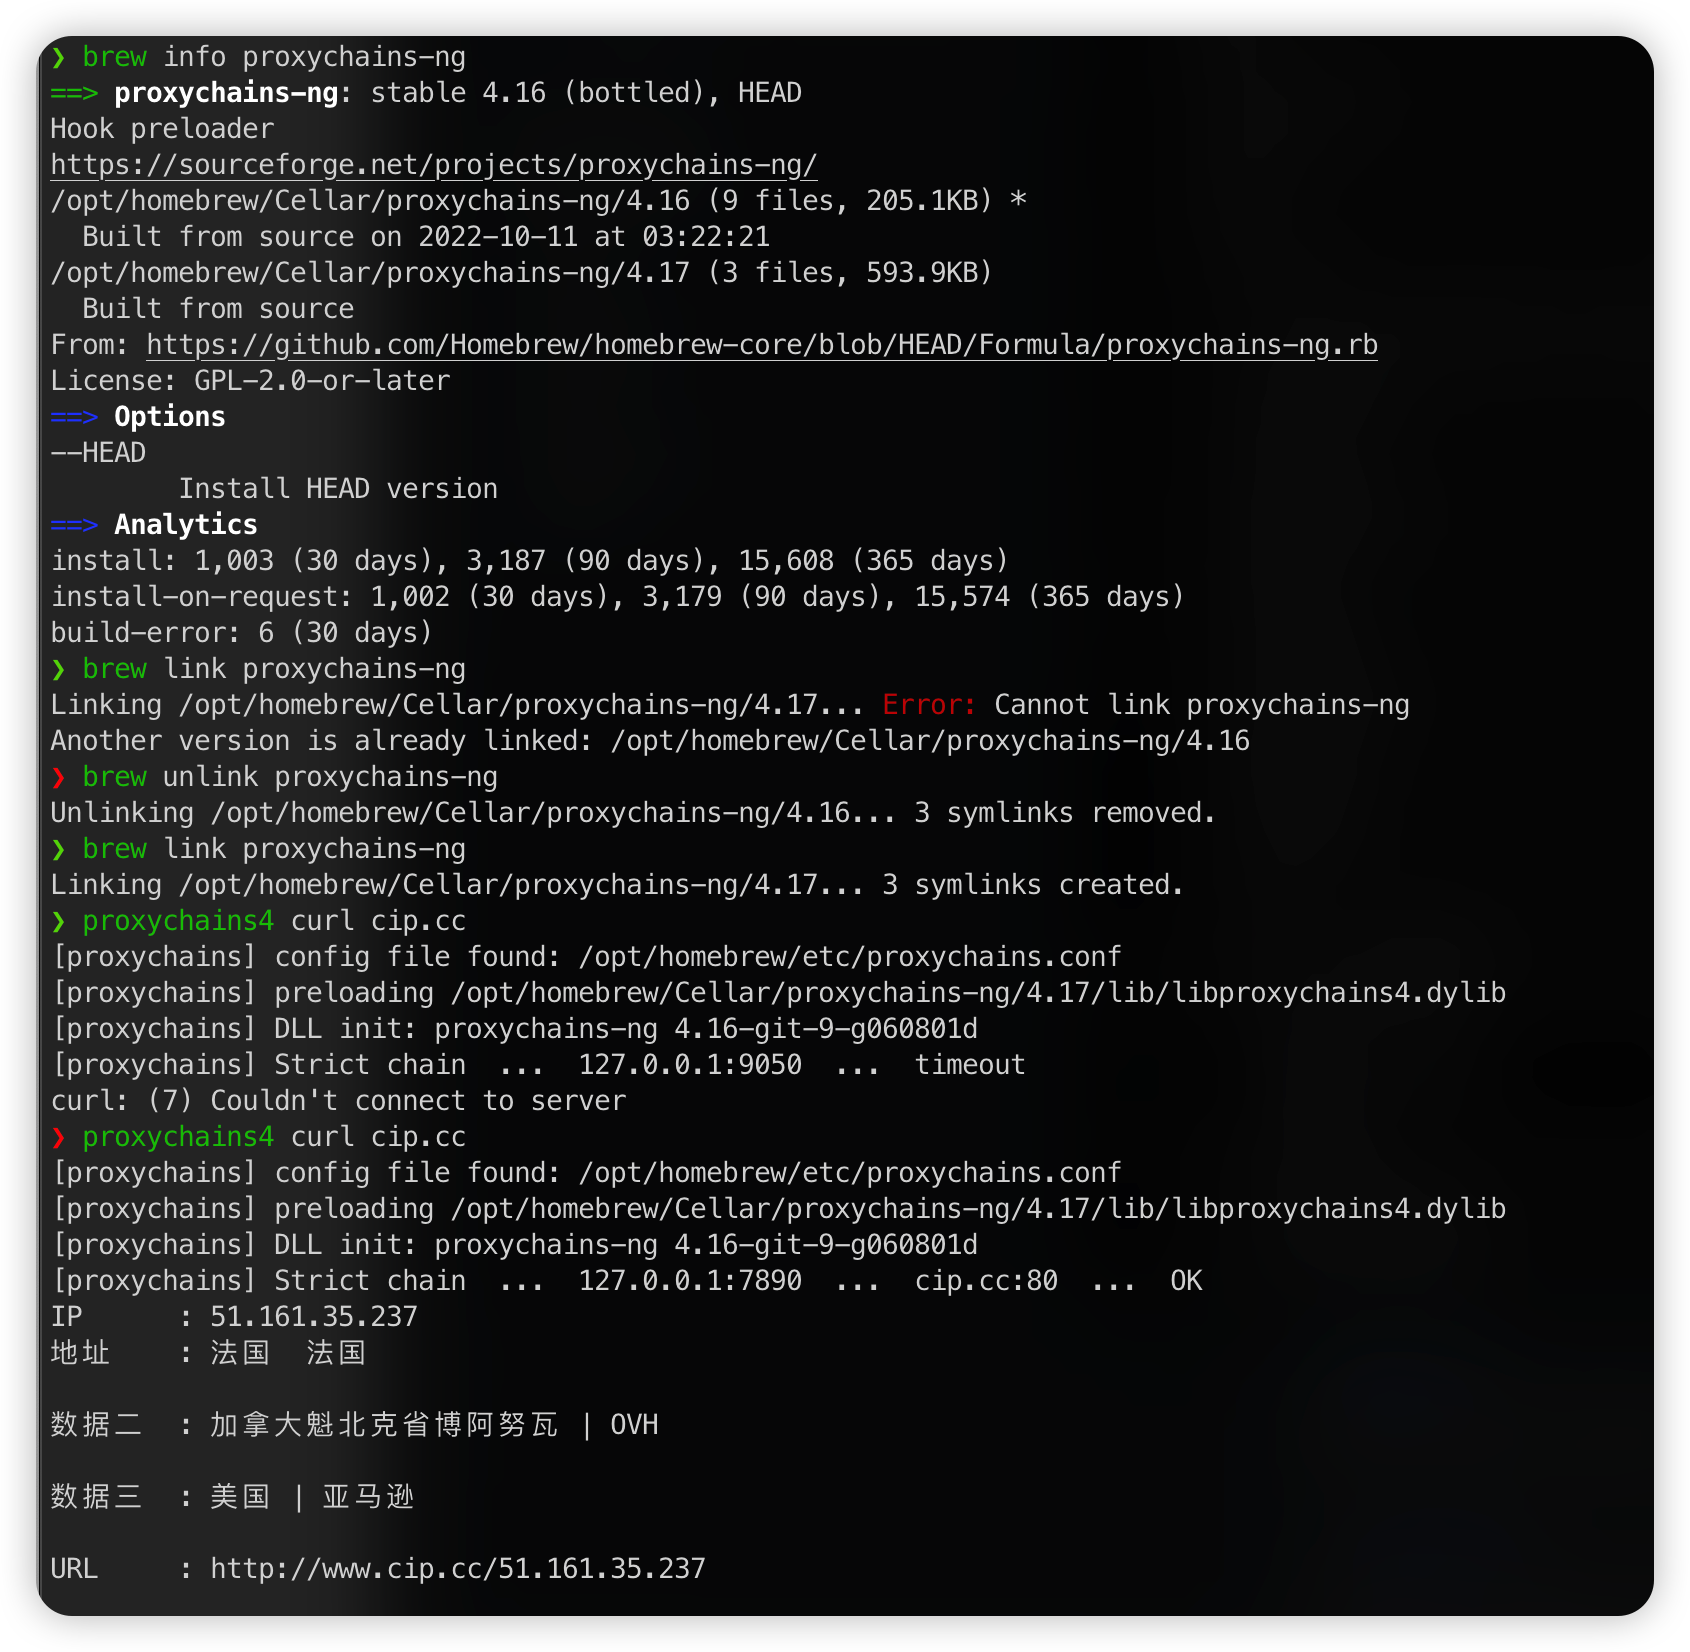 ❯ brew info proxychains-ng
==> proxychains-ng: stable 4.16 (bottled), HEAD
Hook preloader
https://sourceforge.net/projects/proxychains-ng/
/opt/homebrew/Cellar/proxychains-ng/4.16 (9 files, 205.1KB) *
  Built from source on 2022-10-11 at 03:22:21
/opt/homebrew/Cellar/proxychains-ng/4.17 (3 files, 593.9KB)
  Built from source
From: https://github.com/Homebrew/homebrew-core/blob/HEAD/Formula/proxychains-ng.rb
License: GPL-2.0-or-later
==> Options
--HEAD
        Install HEAD version
==> Analytics
install: 1,003 (30 days), 3,187 (90 days), 15,608 (365 days)
install-on-request: 1,002 (30 days), 3,179 (90 days), 15,574 (365 days)
build-error: 6 (30 days)
❯ brew link proxychains-ng
Linking /opt/homebrew/Cellar/proxychains-ng/4.17... Error: Cannot link proxychains-ng
Another version is already linked: /opt/homebrew/Cellar/proxychains-ng/4.16
❯ brew unlink proxychains-ng
Unlinking /opt/homebrew/Cellar/proxychains-ng/4.16... 3 symlinks removed.
❯ brew link proxychains-ng
Linking /opt/homebrew/Cellar/proxychains-ng/4.17... 3 symlinks created.
❯ proxychains4 curl cip.cc
[proxychains] config file found: /opt/homebrew/etc/proxychains.conf
[proxychains] preloading /opt/homebrew/Cellar/proxychains-ng/4.17/lib/libproxychains4.dylib
[proxychains] DLL init: proxychains-ng 4.16-git-9-g060801d
[proxychains] Strict chain  ...  127.0.0.1:9050  ...  timeout
curl: (7) Couldn't connect to server
❯ proxychains4 curl cip.cc
[proxychains] config file found: /opt/homebrew/etc/proxychains.conf
[proxychains] preloading /opt/homebrew/Cellar/proxychains-ng/4.17/lib/libproxychains4.dylib
[proxychains] DLL init: proxychains-ng 4.16-git-9-g060801d
[proxychains] Strict chain  ...  127.0.0.1:7890  ...  cip.cc:80  ...  OK
IP      : 51.161.35.237
地址    : 法国  法国
数据二  : 加拿大魁北克省博阿努瓦 | OVH
数据三  : 美国 | 亚马逊
URL     : http://www.cip.cc/51.161.35.237